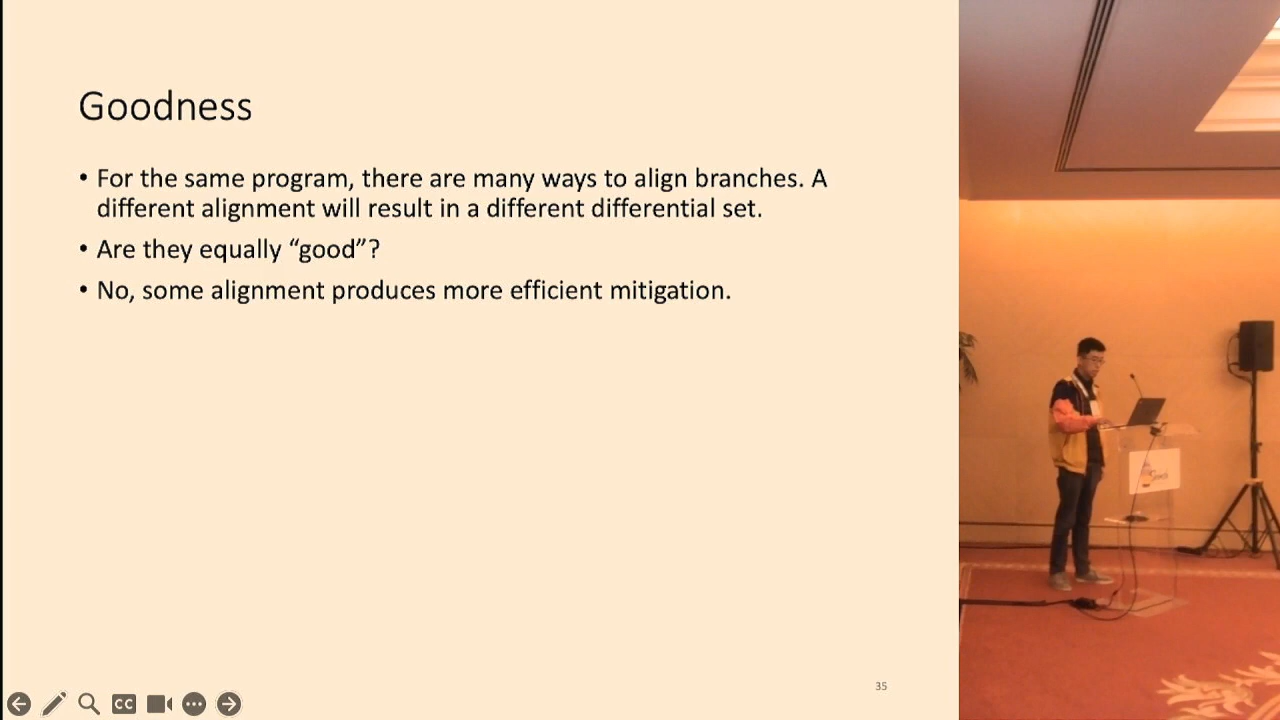 Goodness
• For the same program, there are many ways to align branches. A
different alignment will result in a different differential set.
• Are they equally “good”?
• No, some alignment produces more efficient mitigation.
35
CC